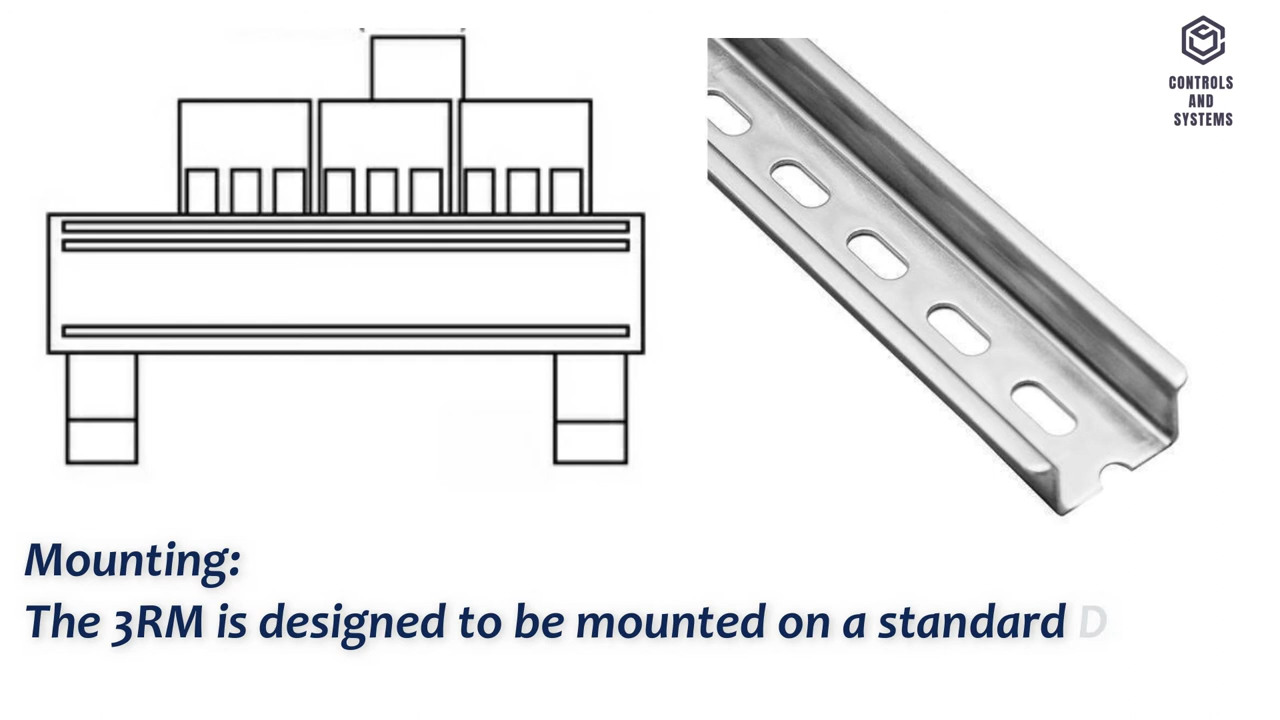 CONTROLS
AND
SYSTEMS
Mounting:
The 3RM is designed to be mounted on a standard D